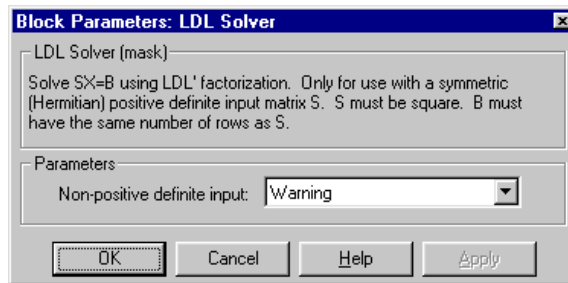 Block Parameters: LDL Solver
LDL Solver (mask)
Solve SX=B using LDL' factorization.  Only for use with a symmetric
(Hermitian) positive definite input matrix S.  S must be square.  B must
have the same number of rows as S.
Parameters
Non-positive definite input: Warning
OK Cancel Help Apply